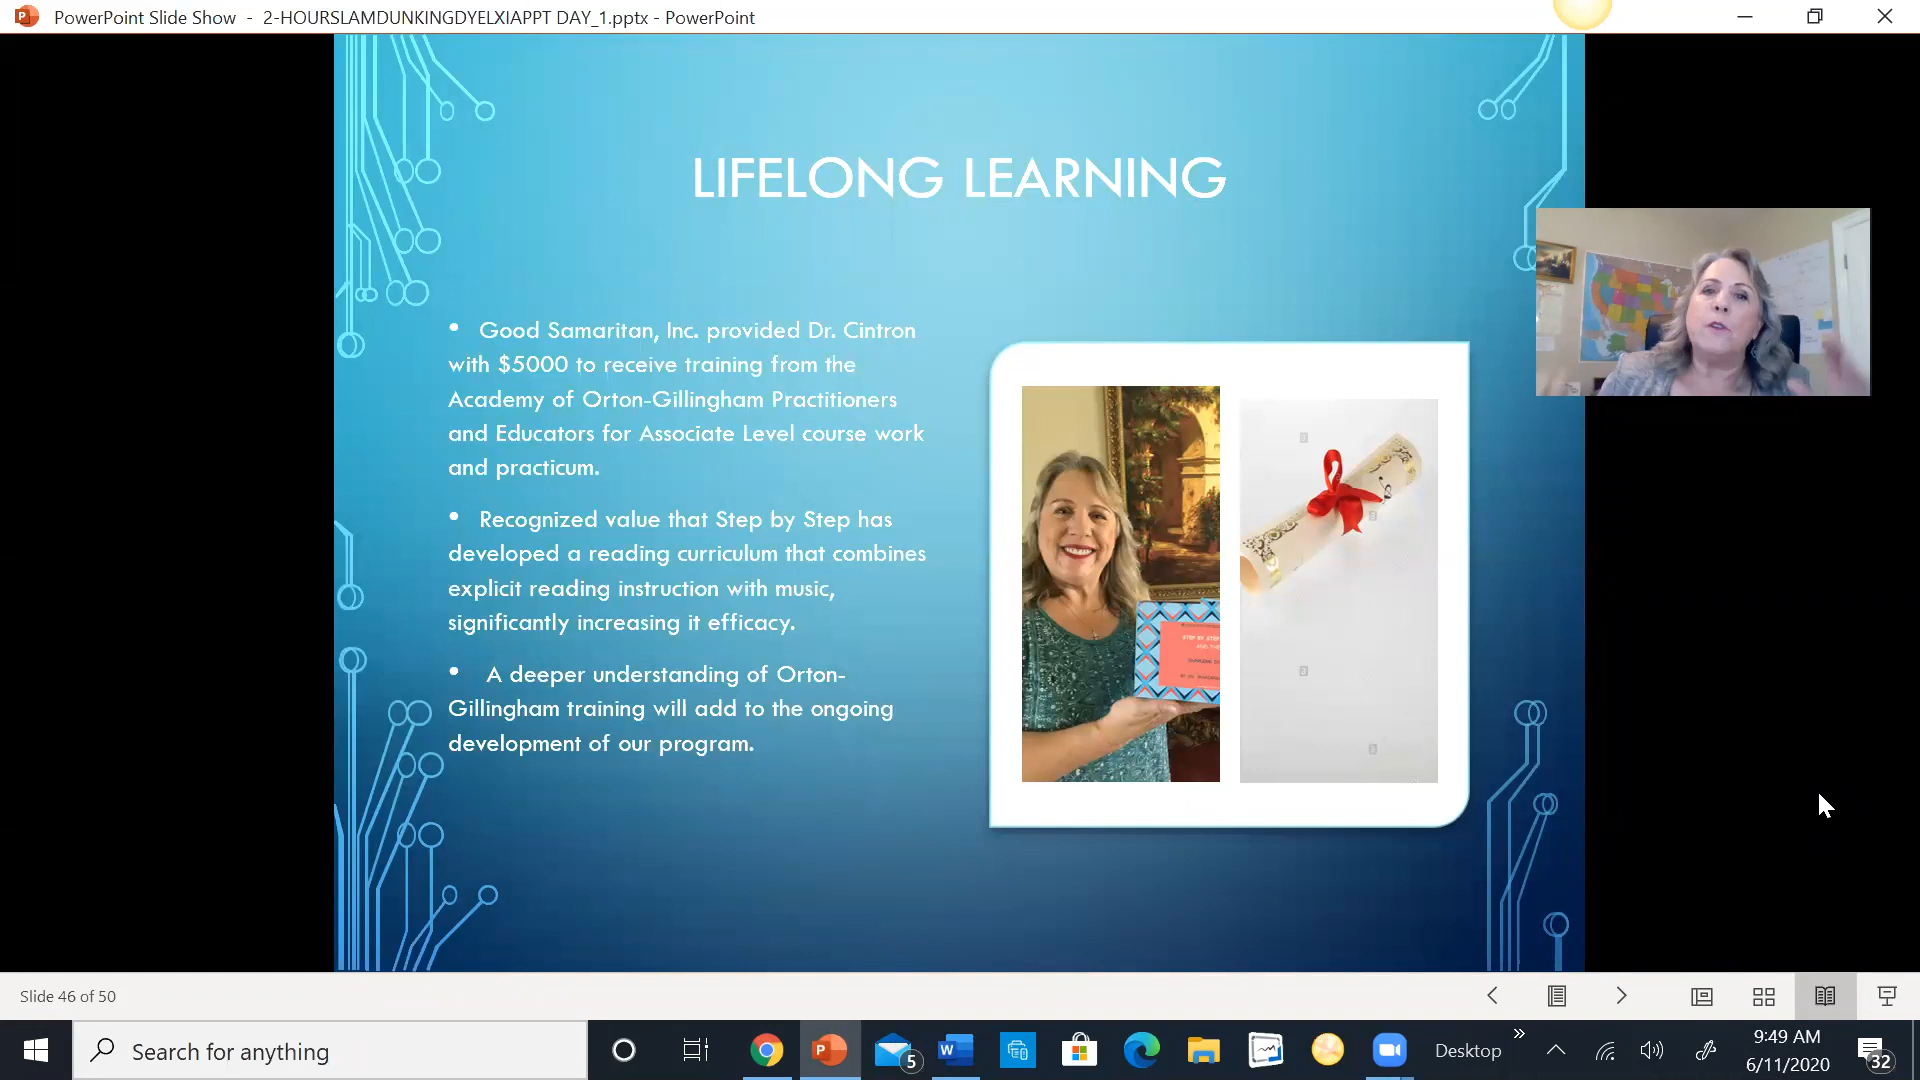 PowerPoint Slide Show - 2-HOURSLAMDUNKINGDYELXIAPPT DAY_1.pptx - PowerPoint
LIFELONG LEARNING
• Good Samaritan, Inc. provided Dr. Cintron
with $5000 to receive training from the
Academy of Orton-Gillingham Practitioners
and Educators for Associate Level course work
and practicum.
• Recognized value that Step by Step has
developed a reading curriculum that combines
explicit reading instruction with music,
significantly increasing it efficacy.
• A deeper understanding of Orton-
Gillingham training will add to the ongoing
development of our program.
STEP BY STEP
Slide 46 of 50
Search for anything
5
Desktop
9:49 AM
6/11/2020
32